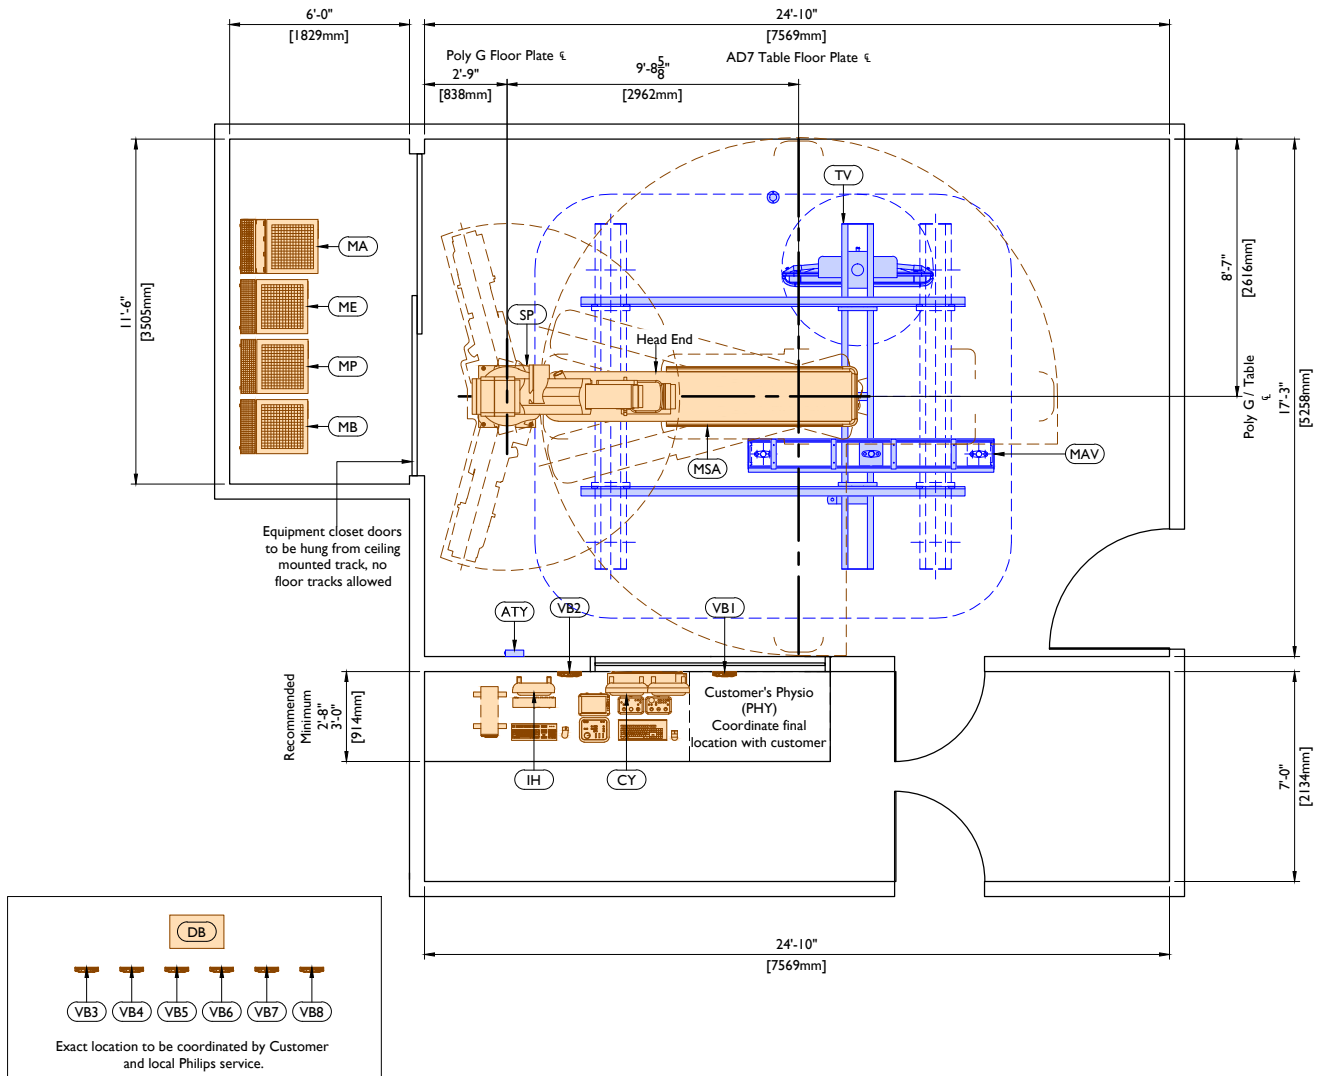 6'-0"
[1829mm]
24'-10"
[7569mm]
Poly G Floor Plate ℄
2'-9"
[838mm]
9'-8 5/8"
[2962mm]
AD7 Table Floor Plate ℄
TV
MA
ME
MP
MB
11'-6"
[3505mm]
SP
Head End
MSA
MAV
8'-7"
[2616mm]
Poly G / Table
℄
17'-3"
[5258mm]
Equipment closet doors
to be hung from ceiling
mounted track, no
floor tracks allowed
ATY
VB2
VB1
Recommended
Minimum
2'-8"
3'-0"
[914mm]
Customer's Physio
(PHY)
Coordinate final
location with customer
IH
CY
7'-0"
[2134mm]
24'-10"
[7569mm]
DB
VB3
VB4
VB5
VB6
VB7
VB8
Exact location to be coordinated by Customer
and local Philips service.